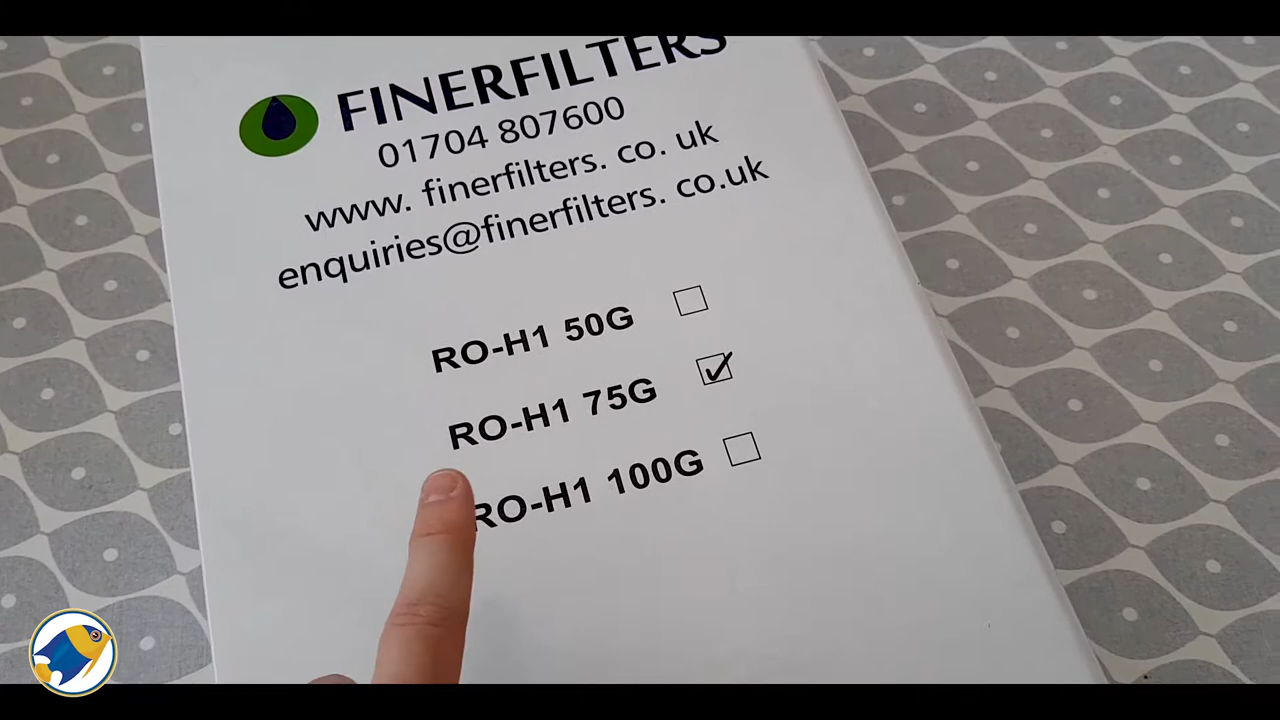 FINERFILTERS
01704 807600
www. finerfilters. co. uk
enquiries@finerfilters. co.uk
RO-H1 50G
RO-H1 75G
RO-H1 100G